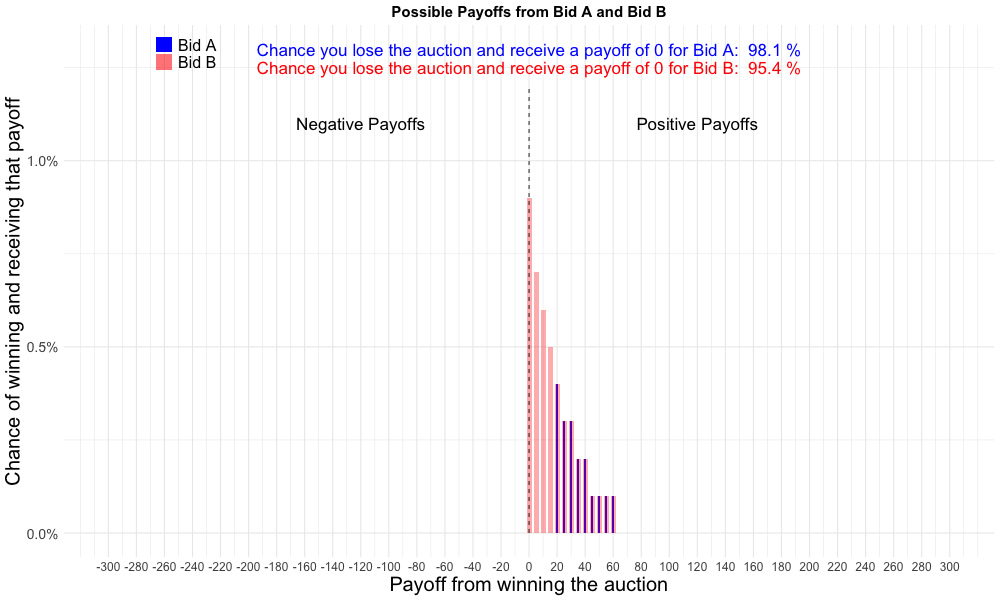 Possible Payoffs from Bid A and Bid B
Bid A
Bid B
Chance you lose the auction and receive a payoff of 0 for Bid A: 98.1 %
Chance you lose the auction and receive a payoff of 0 for Bid B: 95.4 %
Negative Payoffs
Positive Payoffs
Chance of winning and receiving that payoff
1.0%
0.5%
0.0%
-300 -280 -260 -240 -220 -200 -180 -160 -140 -120 -100 -80 -60 -40 -20 0 20 40 60 80 100 120 140 160 180 200 220 240 260 280 300
Payoff from winning the auction